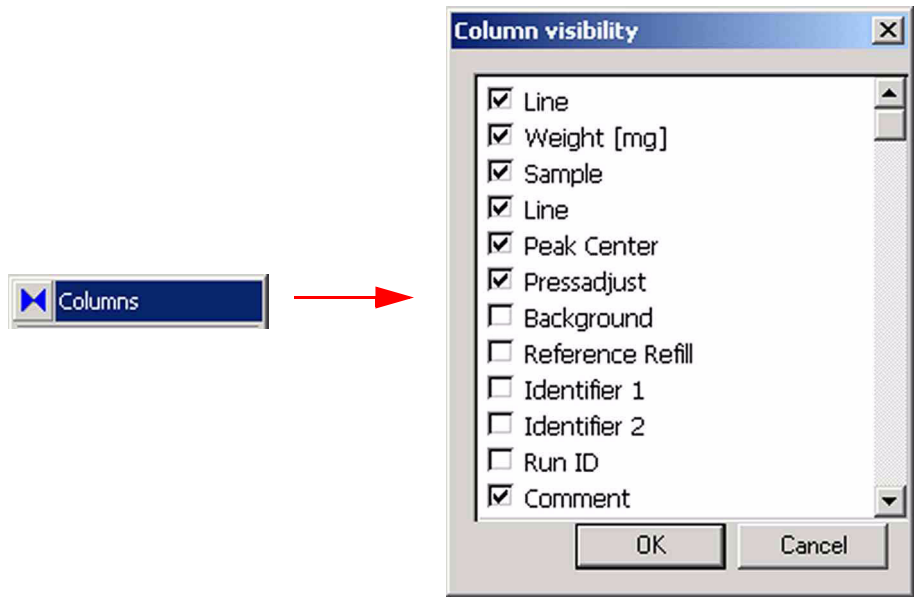 Columns
Column visibility
Line
Weight [mg]
Sample
Line
Peak Center
Pressadjust
Background
Reference Refill
Identifier 1
Identifier 2
Run ID
Comment
OK
Cancel